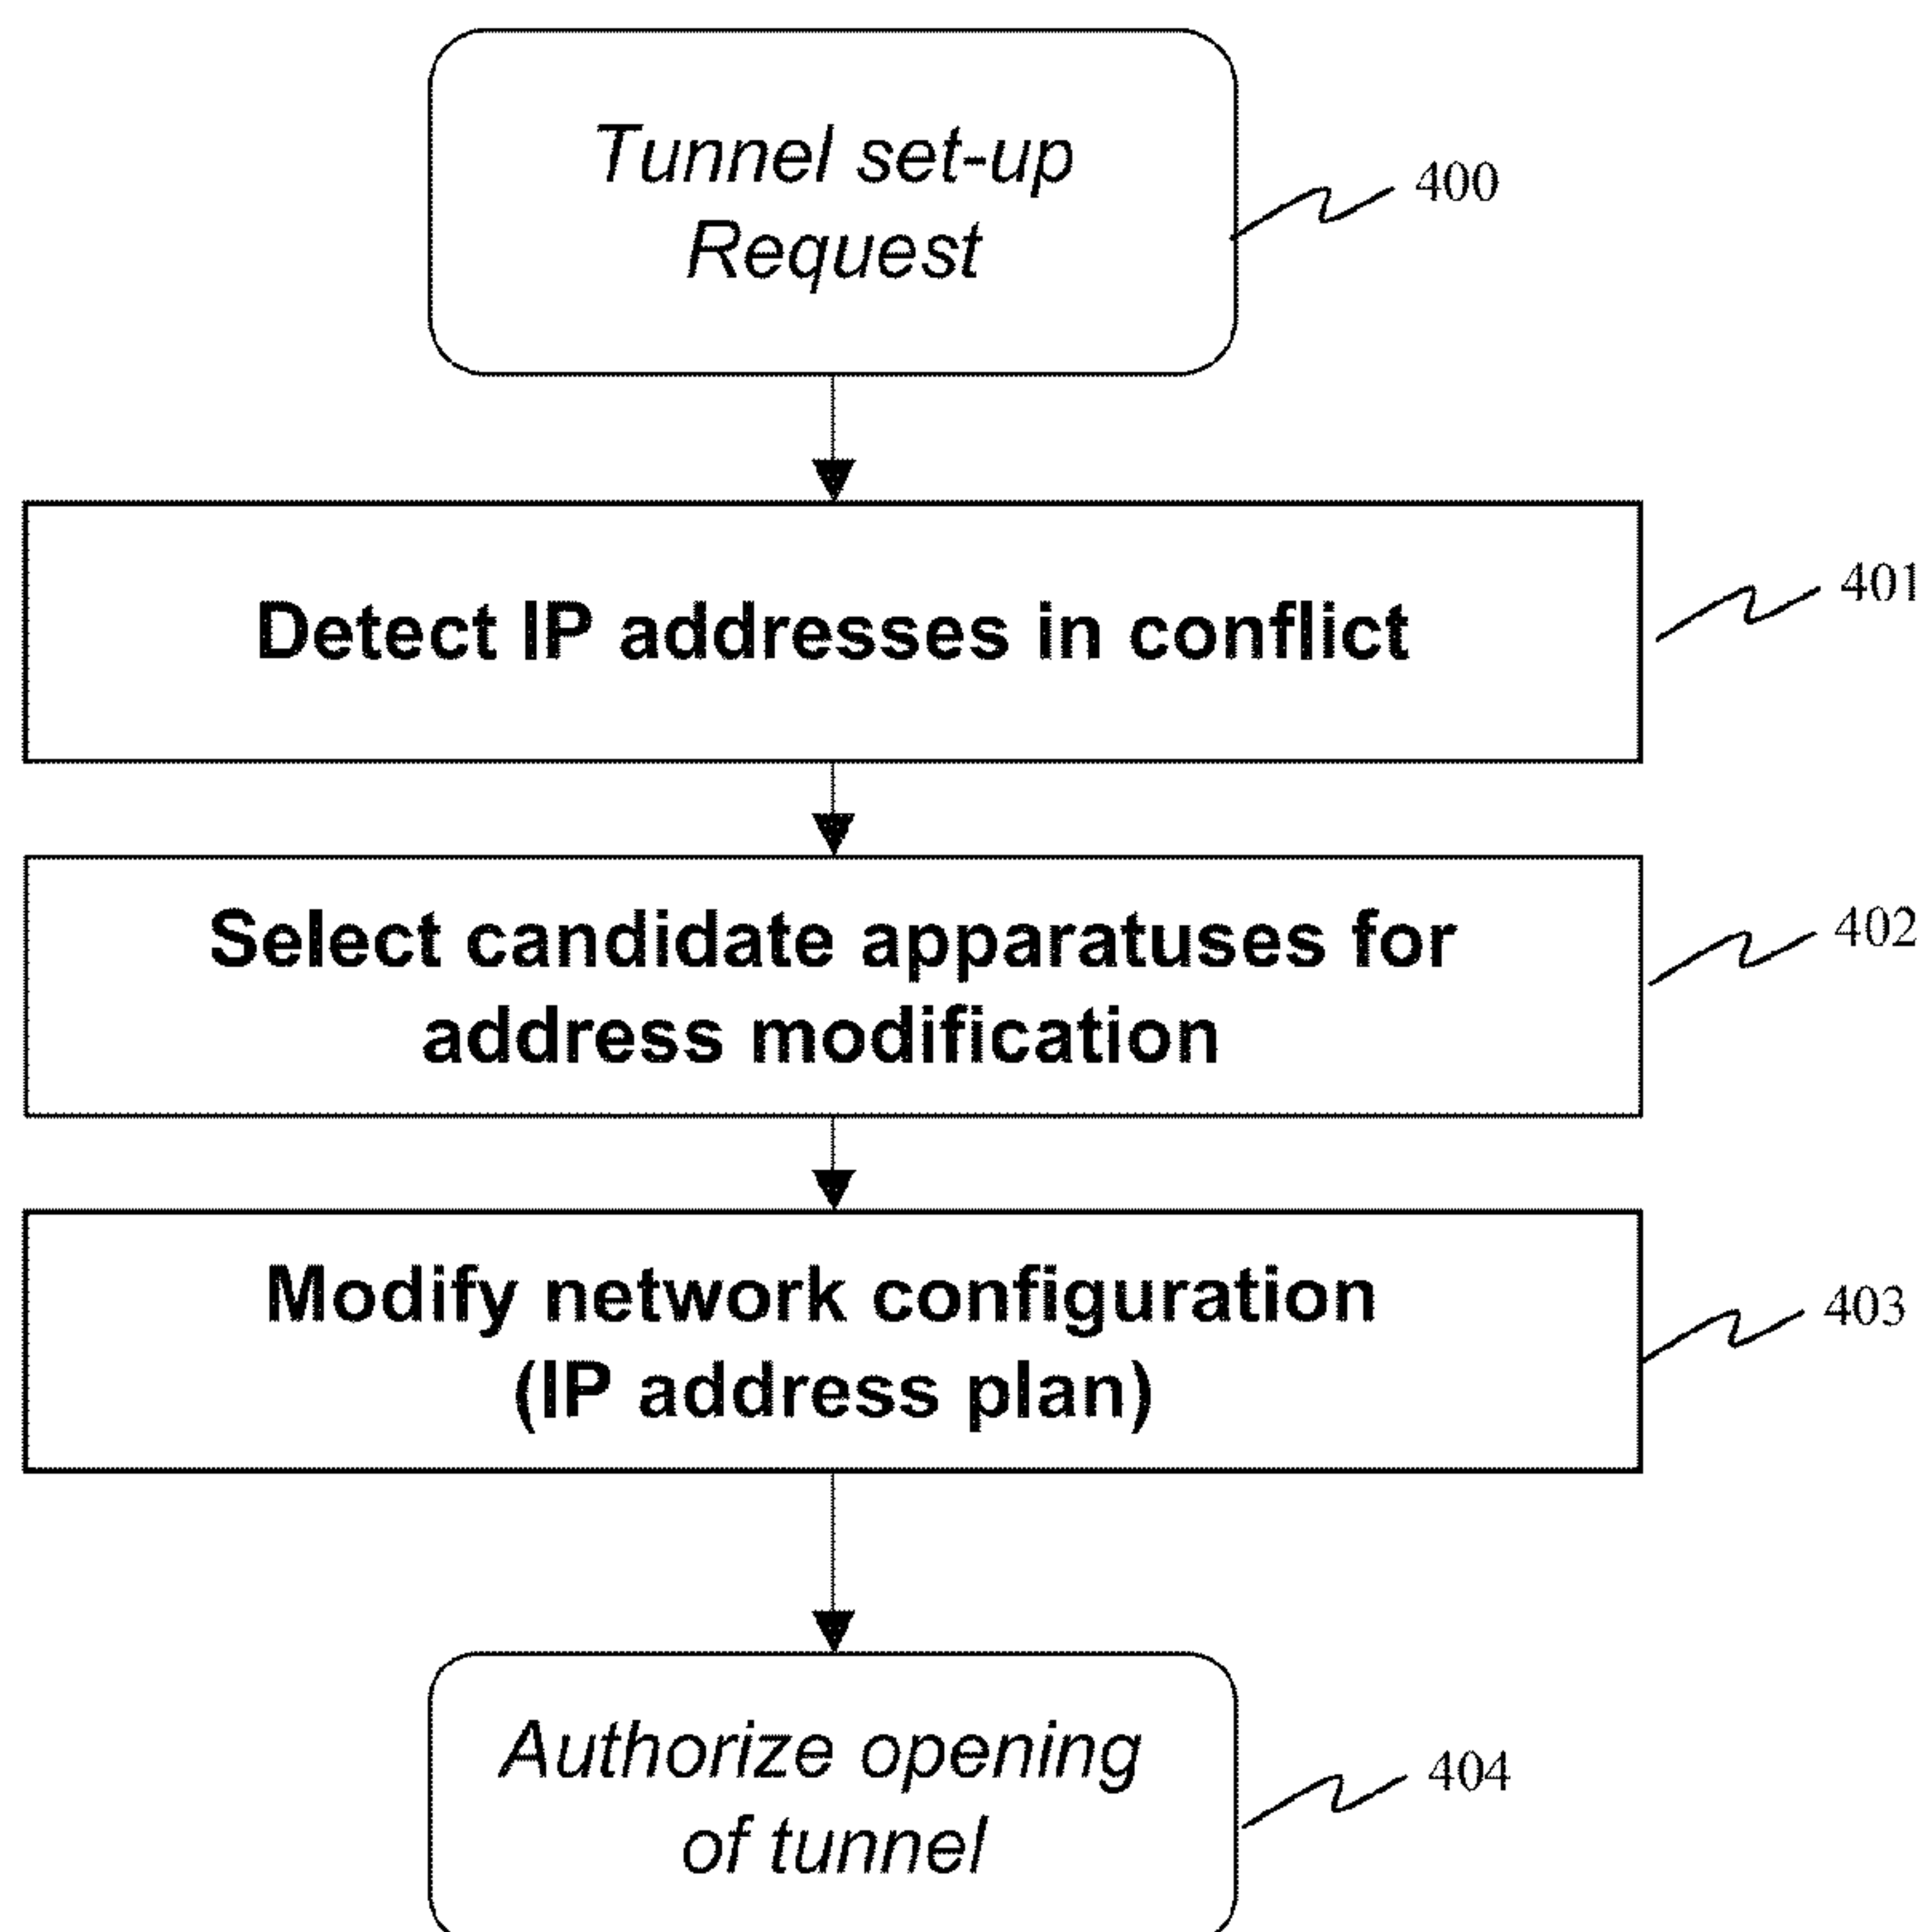 Tunnel set-up
Request
400
Detect IP addresses in conflict
401
Select candidate apparatuses for
address modification
402
Modify network configuration
(IP address plan)
403
Authorize opening
of tunnel
404